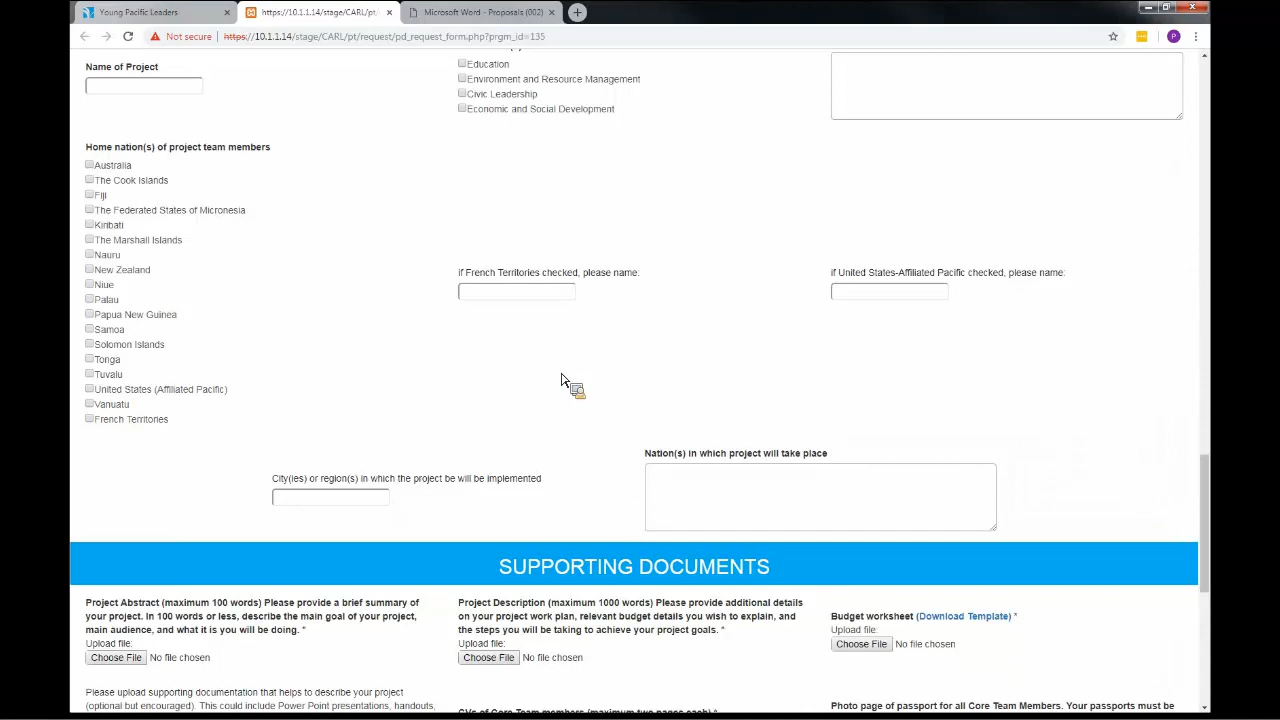 Young Pacific Leaders
https://10.1.1.14/stage/CARL/pt/
Microsoft Word - Proposals (002)
Not secure
https://10.1.1.14/stage/CARL/pt/request/pd_request_form.php?prgm_id=135
P
Name of Project
Education
Environment and Resource Management
Civic Leadership
Economic and Social Development
Home nation(s) of project team members
Australia
The Cook Islands
Fiji
The Federated States of Micronesia
Kiribati
The Marshall Islands
Nauru
New Zealand
Niue
Palau
Papua New Guinea
Samoa
Solomon Islands
Tonga
Tuvalu
United States (Affiliated Pacific)
Vanuatu
French Territories
if French Territories checked, please name:
if United States-Affiliated Pacific checked, please name:
City(ies) or region(s) in which the project be will be implemented
Nation(s) in which project will take place
SUPPORTING DOCUMENTS
Project Abstract (maximum 100 words) Please provide a brief summary of
your project. In 100 words or less, describe the main goal of your project,
main audience, and what it is you will be doing. *
Upload file:
Choose File No file chosen
Project Description (maximum 1000 words) Please provide additional details
on your project work plan, relevant budget details you wish to explain, and
the steps you will be taking to achieve your project goals. *
Upload file:
Choose File No file chosen
Budget worksheet (Download Template) *
Upload file:
Choose File No file chosen
Please upload supporting documentation that helps to describe your project
(optional but encouraged). This could include Power Point presentations, handouts,
CVs of Core Team members (maximum two pages each) *
Photo page of passport for all Core Team Members. Your passports must be